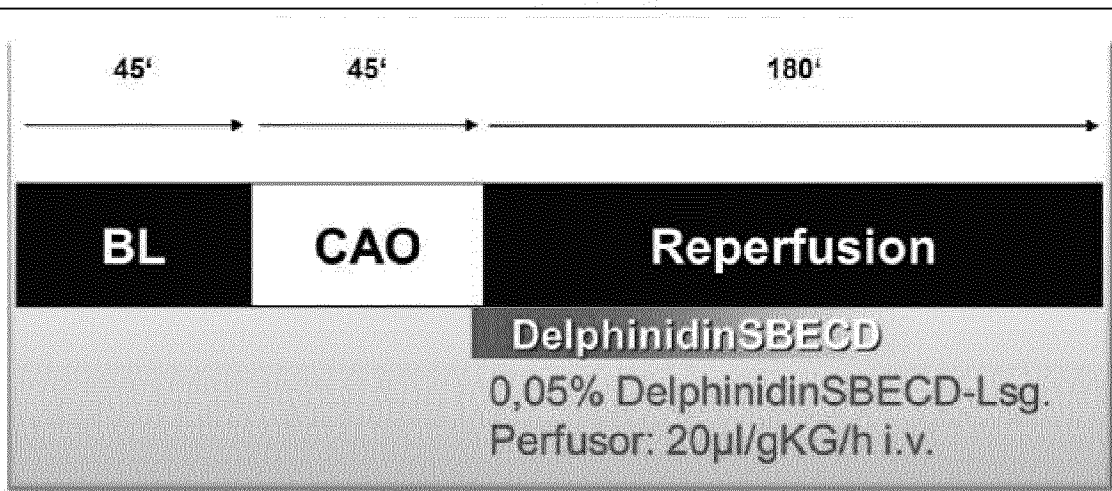 45‘ 45‘ 180‘
BL CAO Reperfusion
DelphinidinSBECD
0,05% DelphinidinSBECD-Lsg.
Perfusor: 20µl/gKG/h i.v.